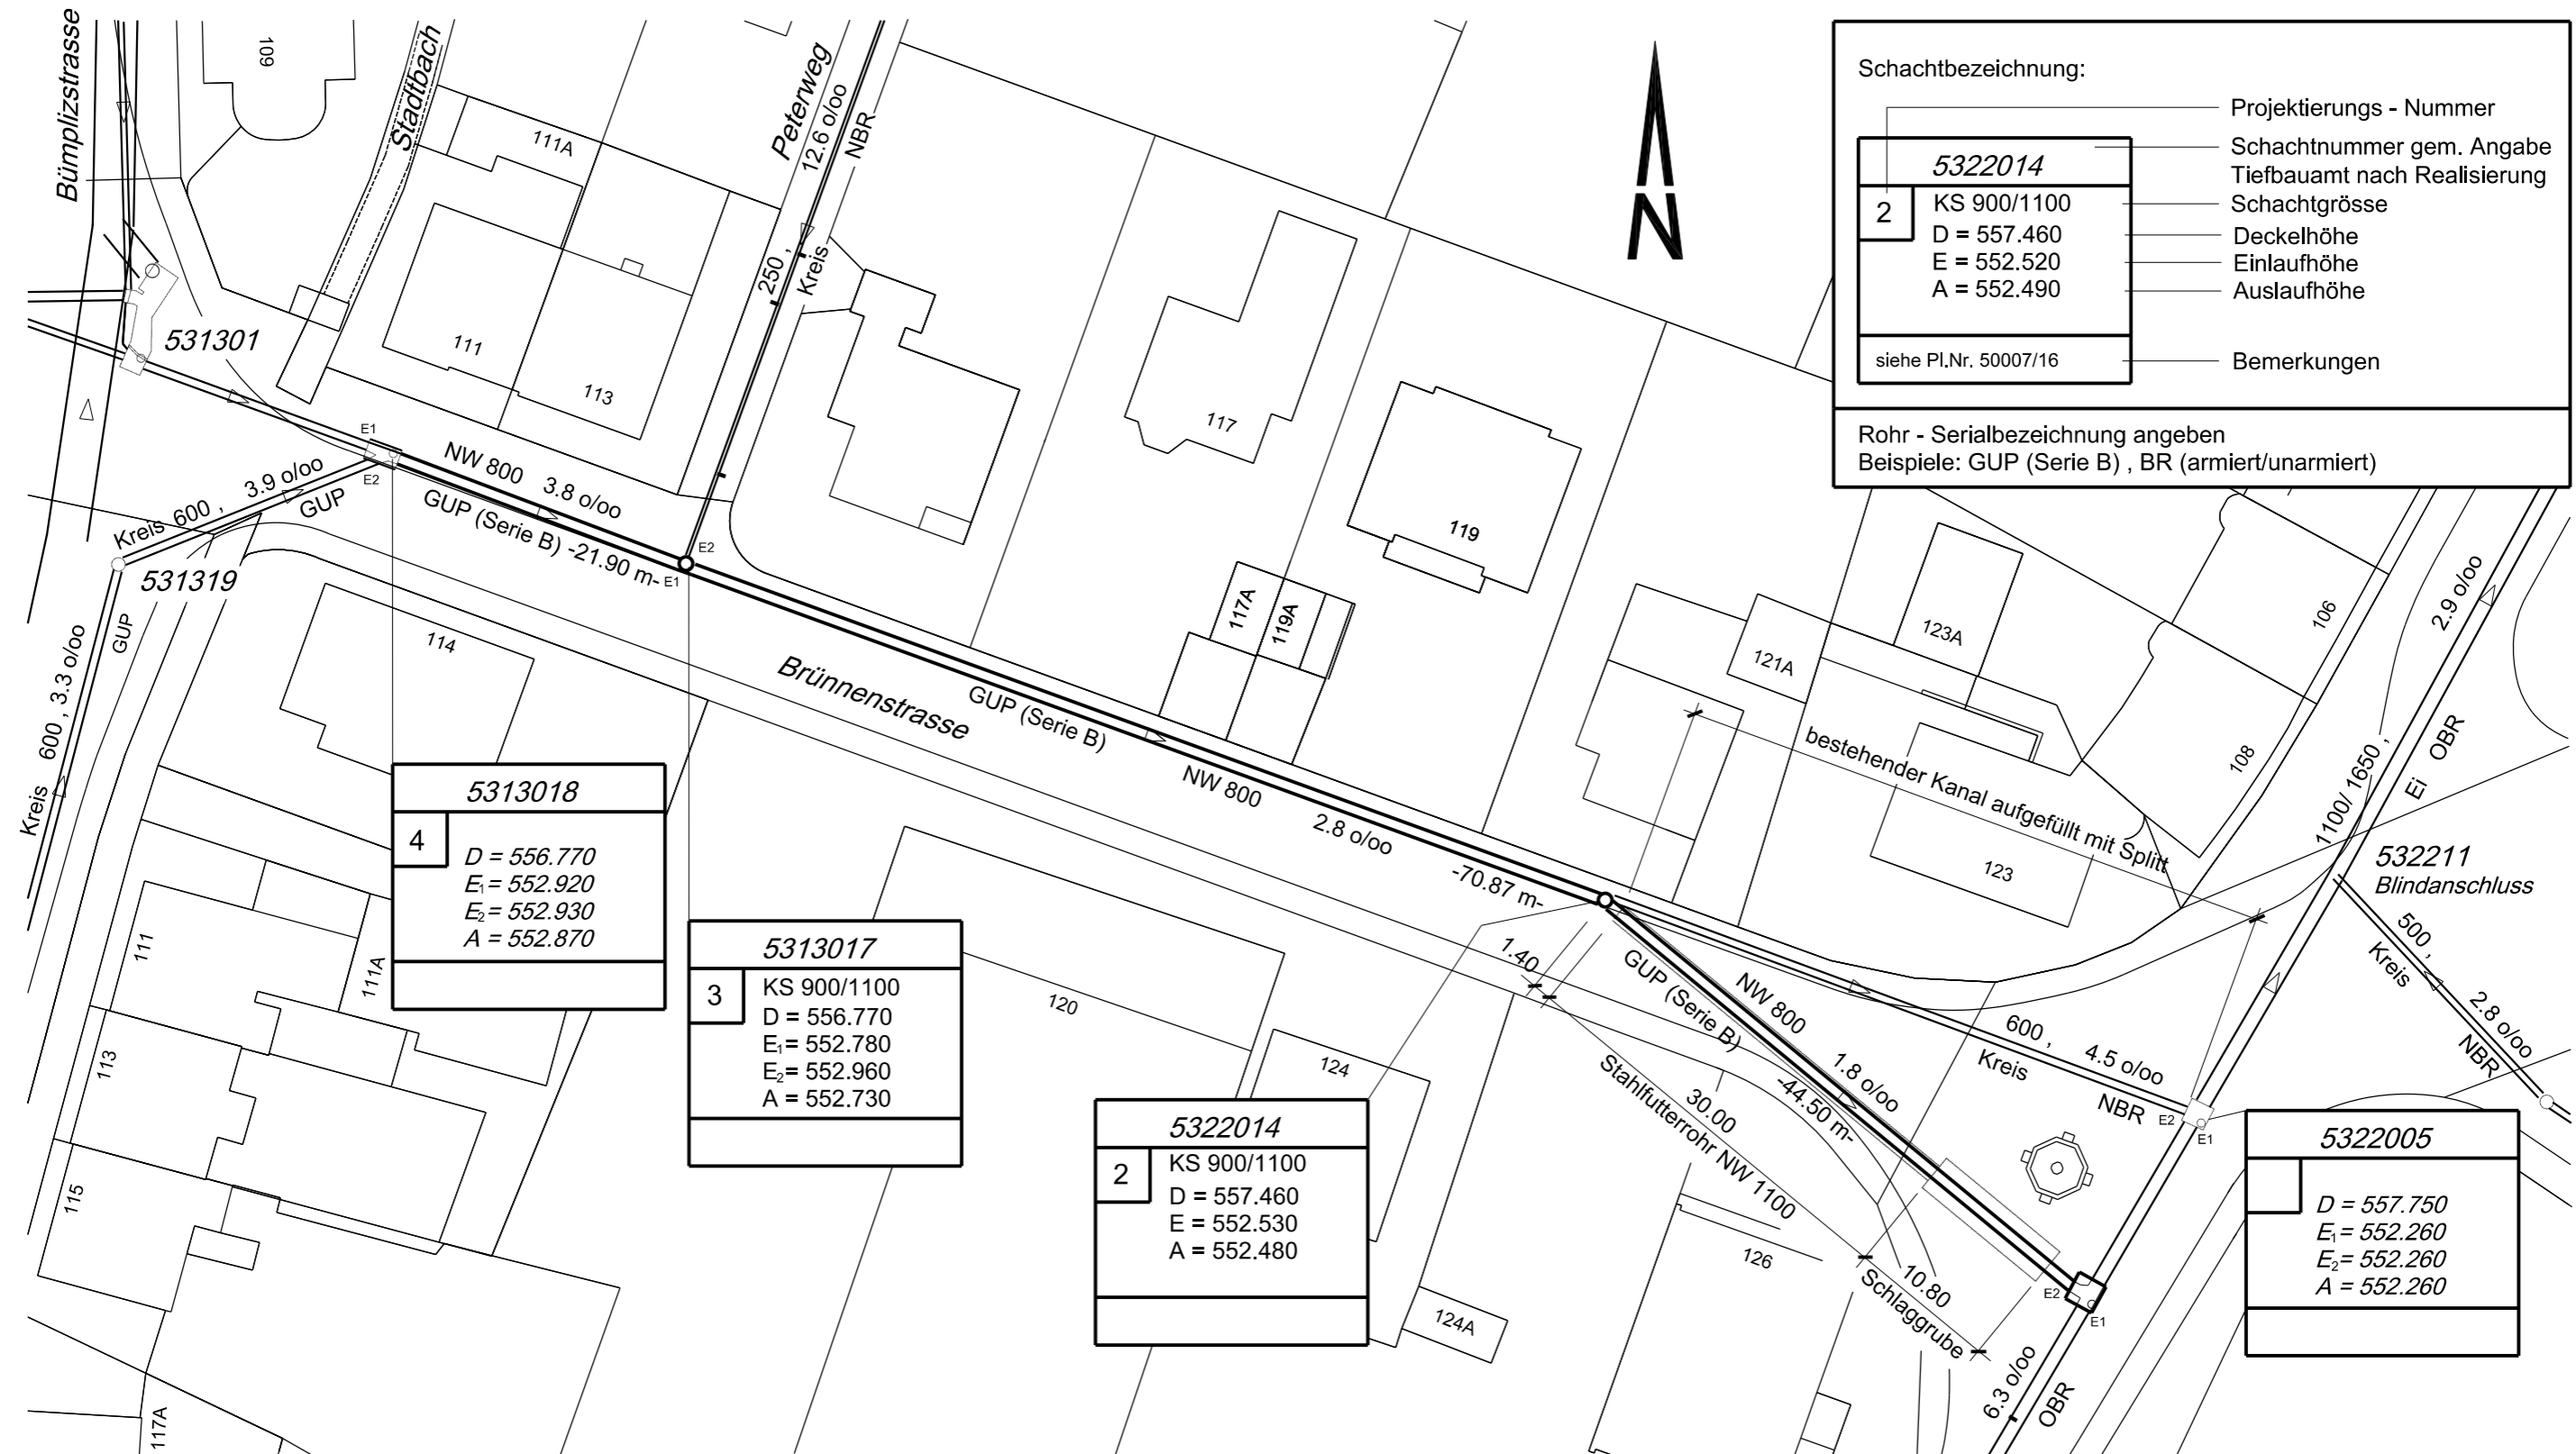 Bümplizstrasse
109
Stadtbach
111A
Peterweg
250 , 12.6 o/oo
Kreis NBR
531301
111
113
117
119
117A
119A
121A
123A
123
106
108
Schachtbezeichnung:
Projektierungs - Nummer
Schachtnummer gem. Angabe
Tiefbauamt nach Realisierung
Schachtgrösse
Deckelhöhe
Einlaufhöhe
Auslaufhöhe
Bemerkungen
5322014
2
KS 900/1100
D = 557.460
E = 552.520
A = 552.490
siehe Pl.Nr. 50007/16
Rohr - Serialbezeichnung angeben
Beispiele: GUP (Serie B) , BR (armiert/unarmiert)
N
E1
E2
Kreis 600 , 3.9 o/oo
GUP
531319
Kreis 600 , 3.3 o/oo
GUP
NW 800 3.8 o/oo
GUP (Serie B) -21.90 m-
E1
E2
114
Brünnenstrasse
GUP (Serie B)
NW 800
2.8 o/oo
-70.87 m-
bestehender Kanal aufgefüllt mit Splitt
1100/ 1650 , 2.9 o/oo
Ei OBR
532211
Blindanschluss
500, 2.8 o/oo
Kreis NBR
5313018
4
D = 556.770
E1= 552.920
E2= 552.930
A = 552.870
5313017
3
KS 900/1100
D = 556.770
E1= 552.780
E2= 552.960
A = 552.730
5322014
2
KS 900/1100
D = 557.460
E = 552.530
A = 552.480
5322005
D = 557.750
E1= 552.260
E2= 552.260
A = 552.260
111
111A
113
115
117A
120
124
124A
126
1.40
GUP (Serie B)
NW 800
1.8 o/oo
-44.50 m-
30.00
Stahlfutterrohr NW 1100
10.80
Schlaggrube
600 , 4.5 o/oo
Kreis NBR
E2
E1
E2
E1
6.3 o/oo
OBR